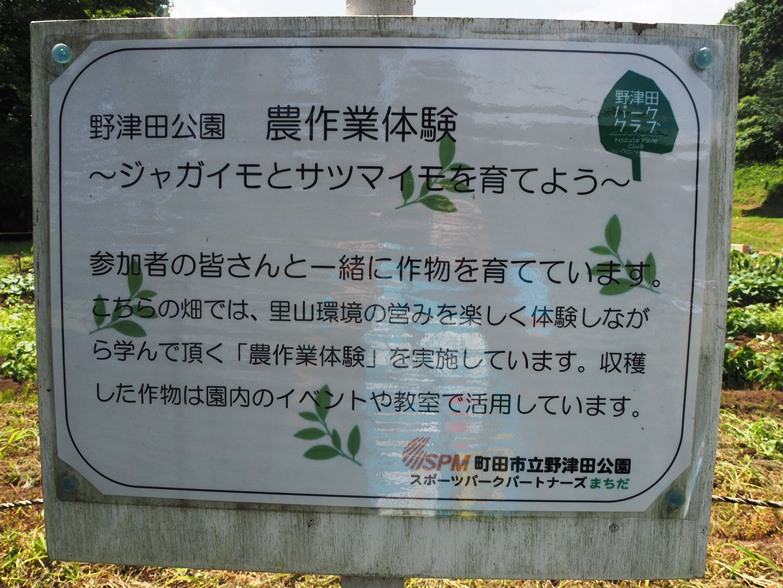 野津田
パーク
クラブ
Nozuta Park
Club
野津田公園　農作業体験
～ジャガイモとサツマイモを育てよう～
参加者の皆さんと一緒に作物を育てています。
こちらの畑では、里山環境の営みを楽しく体験しなが
ら学んで頂く「農作業体験」を実施しています。収穫
した作物は園内のイベントや教室で活用しています。
SPM 町田市立野津田公園
スポーツパークパートナーズまちだ